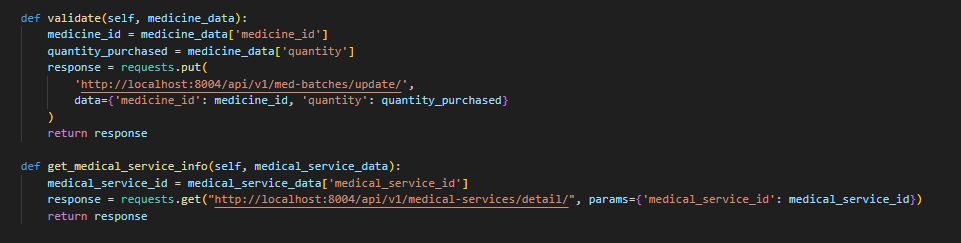 def validate(self, medicine_data):
    medicine_id = medicine_data['medicine_id']
    quantity_purchased = medicine_data['quantity']
    response = requests.put(
        'http://localhost:8004/api/v1/med-batches/update/',
        data={'medicine_id': medicine_id, 'quantity': quantity_purchased}
    )
    return response

def get_medical_service_info(self, medical_service_data):
    medical_service_id = medical_service_data['medical_service_id']
    response = requests.get("http://localhost:8004/api/v1/medical-services/detail/", params={'medical_service_id': medical_service_id})
    return response